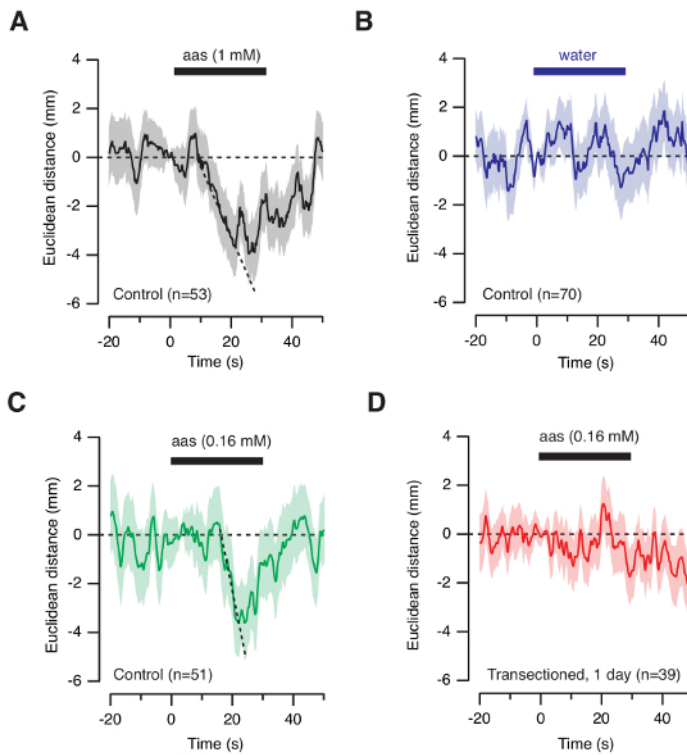 A
aas (1 mM)
4
2
0
-2
-4
-6
Euclidean distance (mm)
Control (n=53)
-20
0
20
40
Time (s)
B
water
4
2
0
-2
-4
-6
Euclidean distance (mm)
Control (n=70)
-20
0
20
40
Time (s)
C
aas (0.16 mM)
4
2
0
-2
-4
-6
Euclidean distance (mm)
Control (n=51)
-20
0
20
40
Time (s)
D
aas (0.16 mM)
4
2
0
-2
-4
-6
Euclidean distance (mm)
Transectioned, 1 day (n=39)
-20
0
20
40
Time (s)